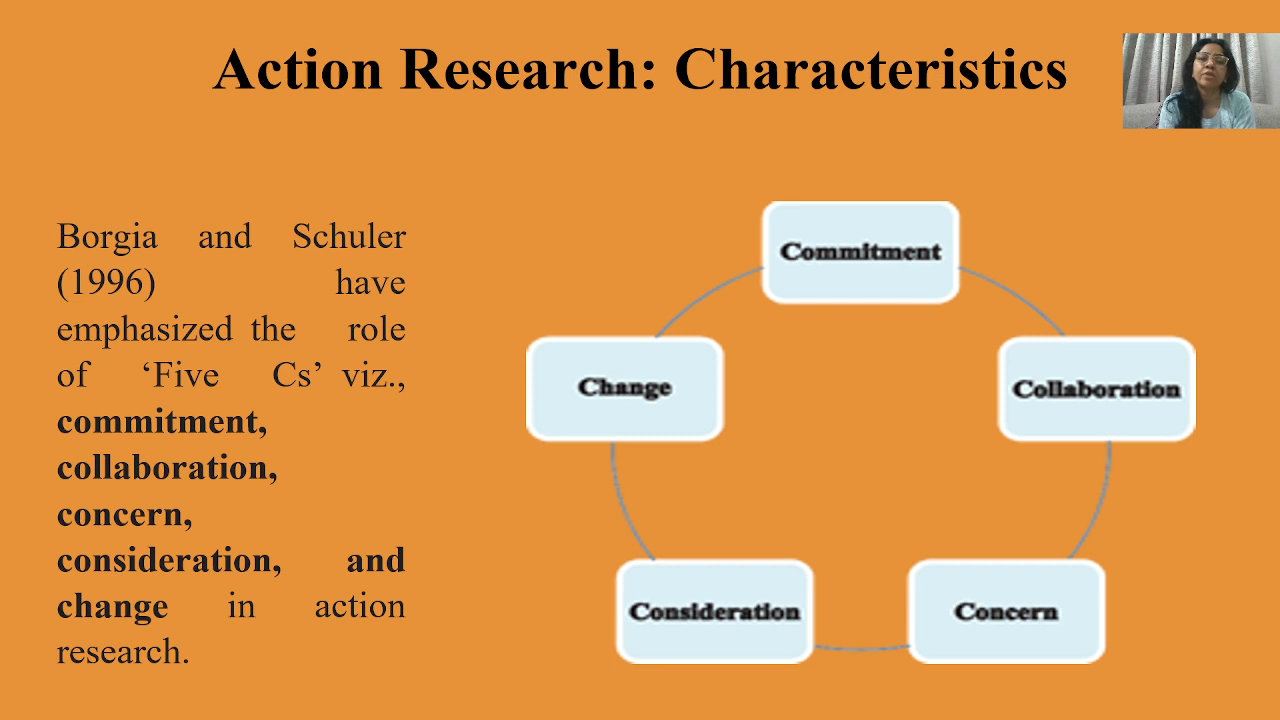 Action Research: Characteristics
Borgia and Schuler
(1996) have
emphasized the role
of ‘Five Cs’ viz.,
commitment,
collaboration,
concern,
consideration, and
change in action
research.
Commitment
Change
Collaboration
Consideration
Concern